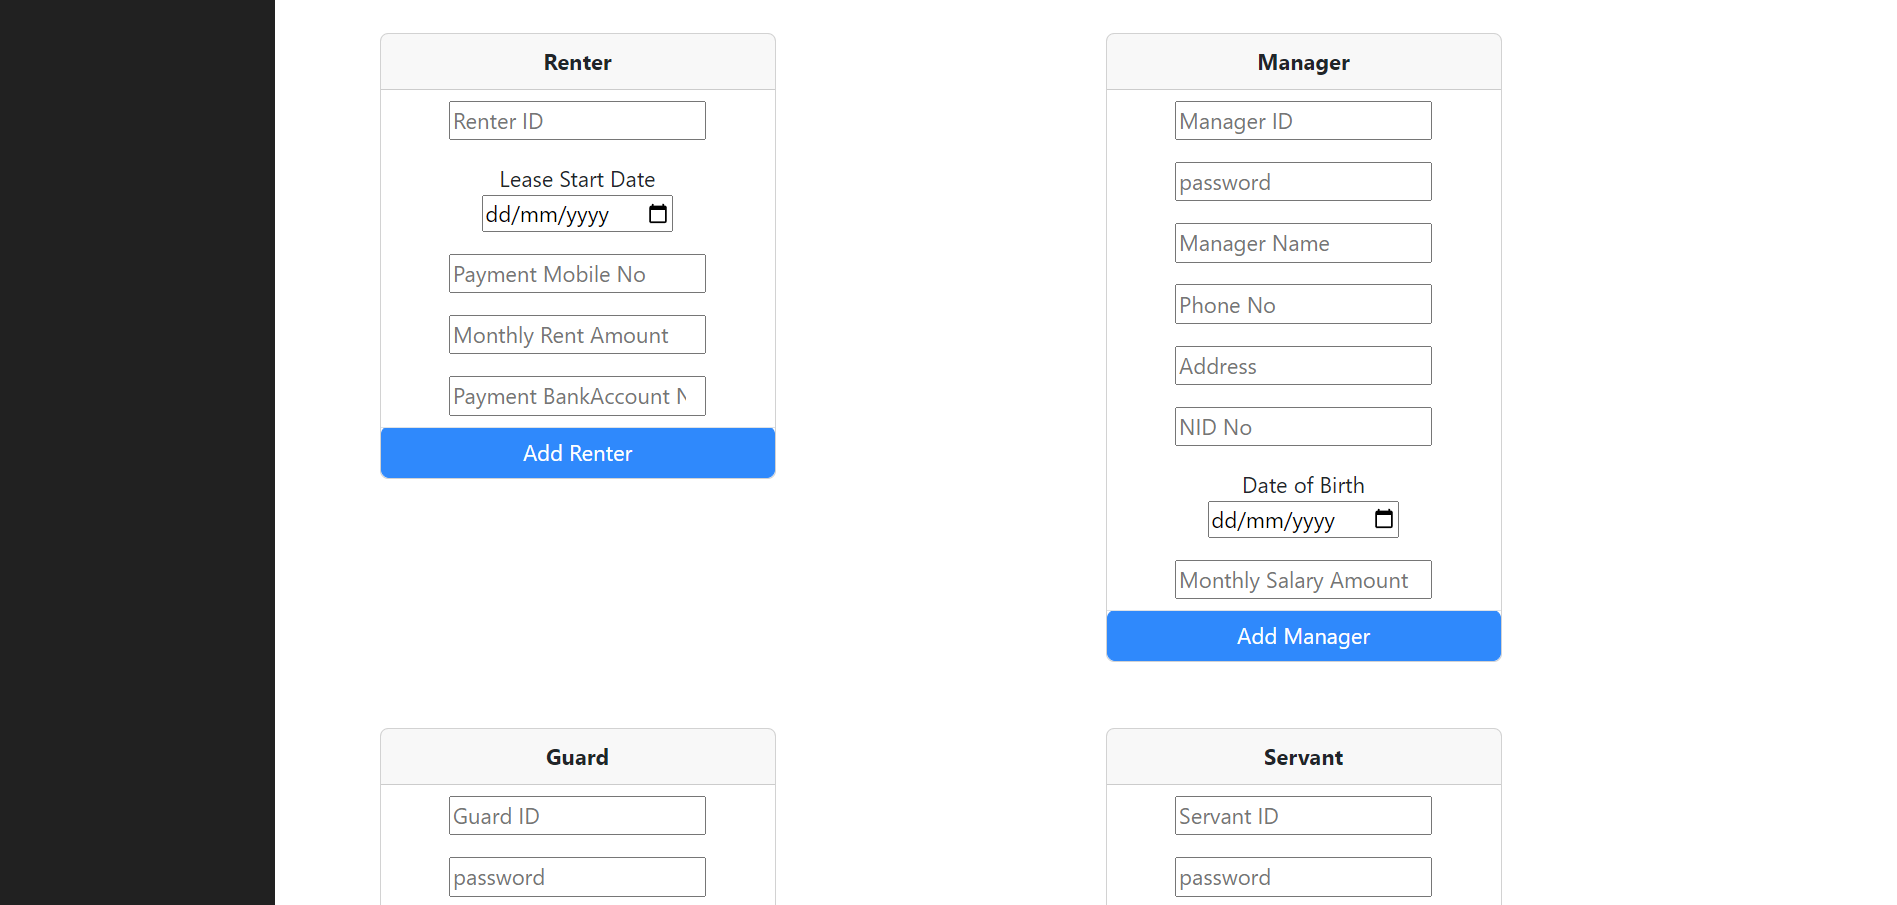 Renter
Renter ID
Lease Start Date
dd/mm/yyyy
Payment Mobile No
Monthly Rent Amount
Payment BankAccount
Add Renter
Manager
Manager ID
password
Manager Name
Phone No
Address
NID No
Date of Birth
dd/mm/yyyy
Monthly Salary Amount
Add Manager
Guard
Guard ID
password
Servant
Servant ID
password